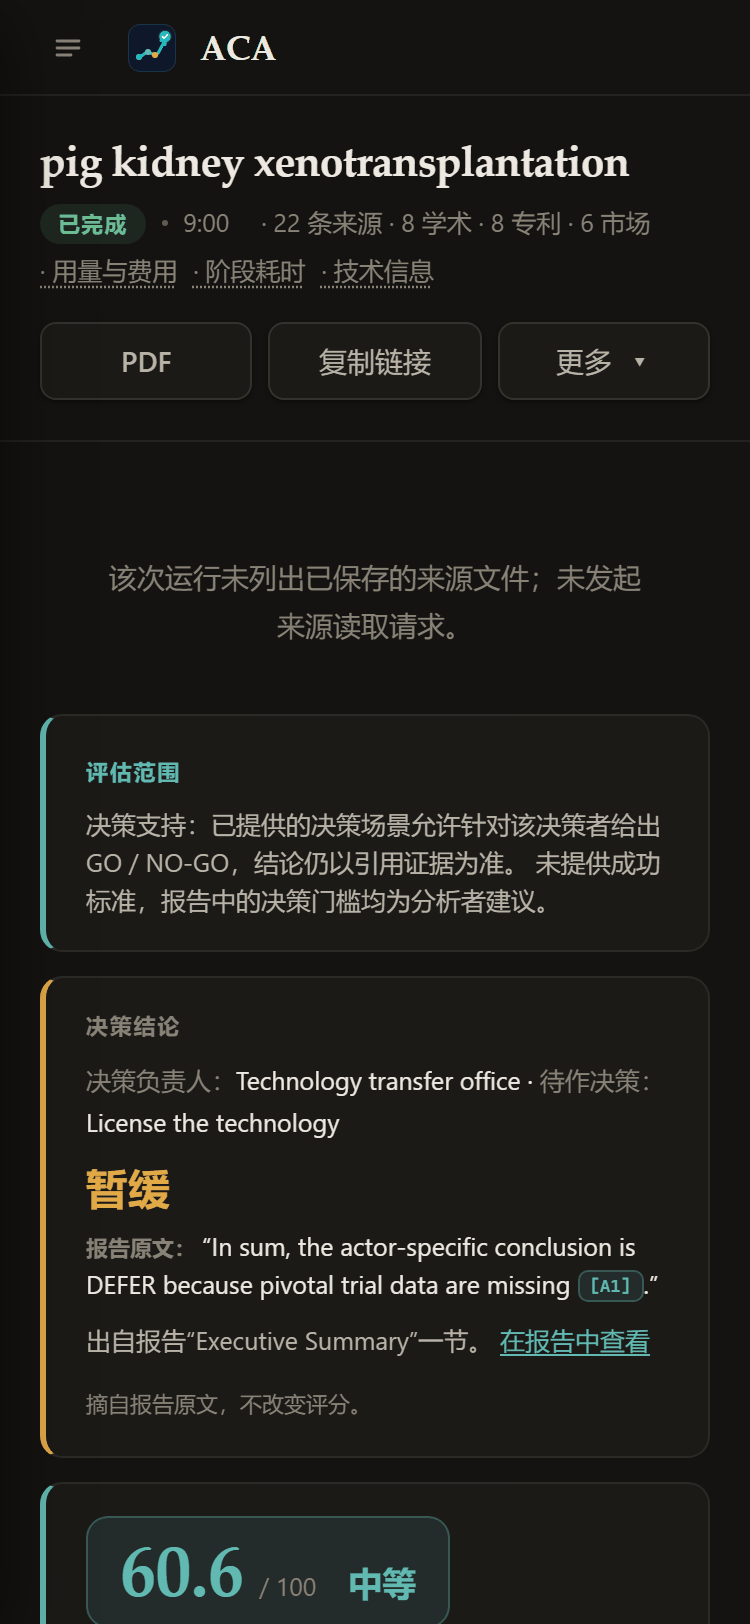 ACA
pig kidney xenotransplantation
已完成 • 9:00 · 22 条来源 · 8 学术 · 8 专利 · 6 市场
· 用量与费用 · 阶段耗时 · 技术信息
PDF 复制链接 更多 ▼
该次运行未列出已保存的来源文件；未发起
来源读取请求。
评估范围
决策支持：已提供的决策场景允许针对该决策者给出
GO / NO-GO，结论仍以引用证据为准。 未提供成功
标准，报告中的决策门槛均为分析者建议。
决策结论
决策负责人：Technology transfer office · 待作决策：
License the technology
暂缓
报告原文： “In sum, the actor-specific conclusion is
DEFER because pivotal trial data are missing [A1].”
出自报告“Executive Summary”一节。 在报告中查看
摘自报告原文，不改变评分。
60.6 / 100 中等